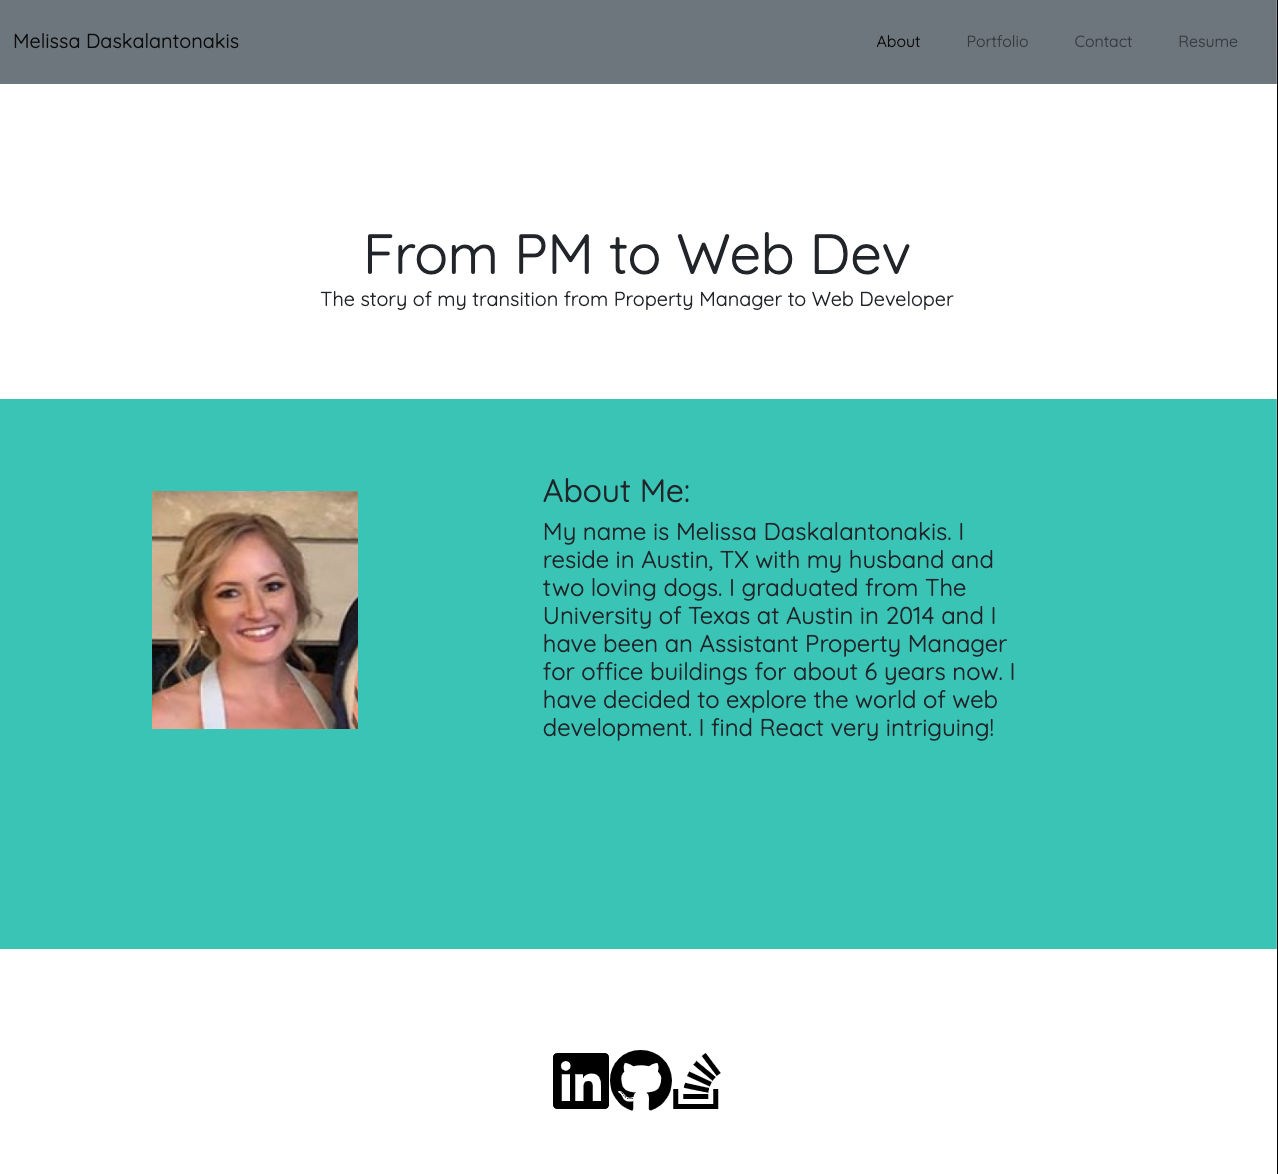 Melissa Daskalantonakis
About Portfolio Contact Resume
From PM to Web Dev
The story of my transition from Property Manager to Web Developer
About Me:
My name is Melissa Daskalantonakis. I
reside in Austin, TX with my husband and
two loving dogs. I graduated from The
University of Texas at Austin in 2014 and I
have been an Assistant Property Manager
for office buildings for about 6 years now. I
have decided to explore the world of web
development. I find React very intriguing!
in